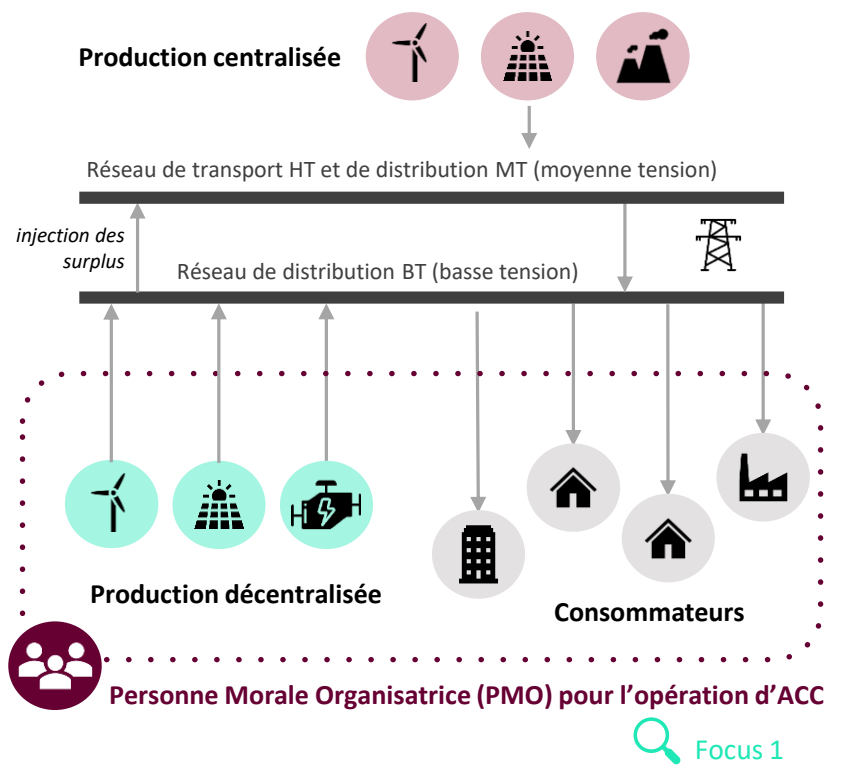 Production centralisée
Réseau de transport HT et de distribution MT (moyenne tension)
injection des
surplus
Réseau de distribution BT (basse tension)
Production décentralisée
Consommateurs
Personne Morale Organisatrice (PMO) pour l’opération d’ACC
Focus 1